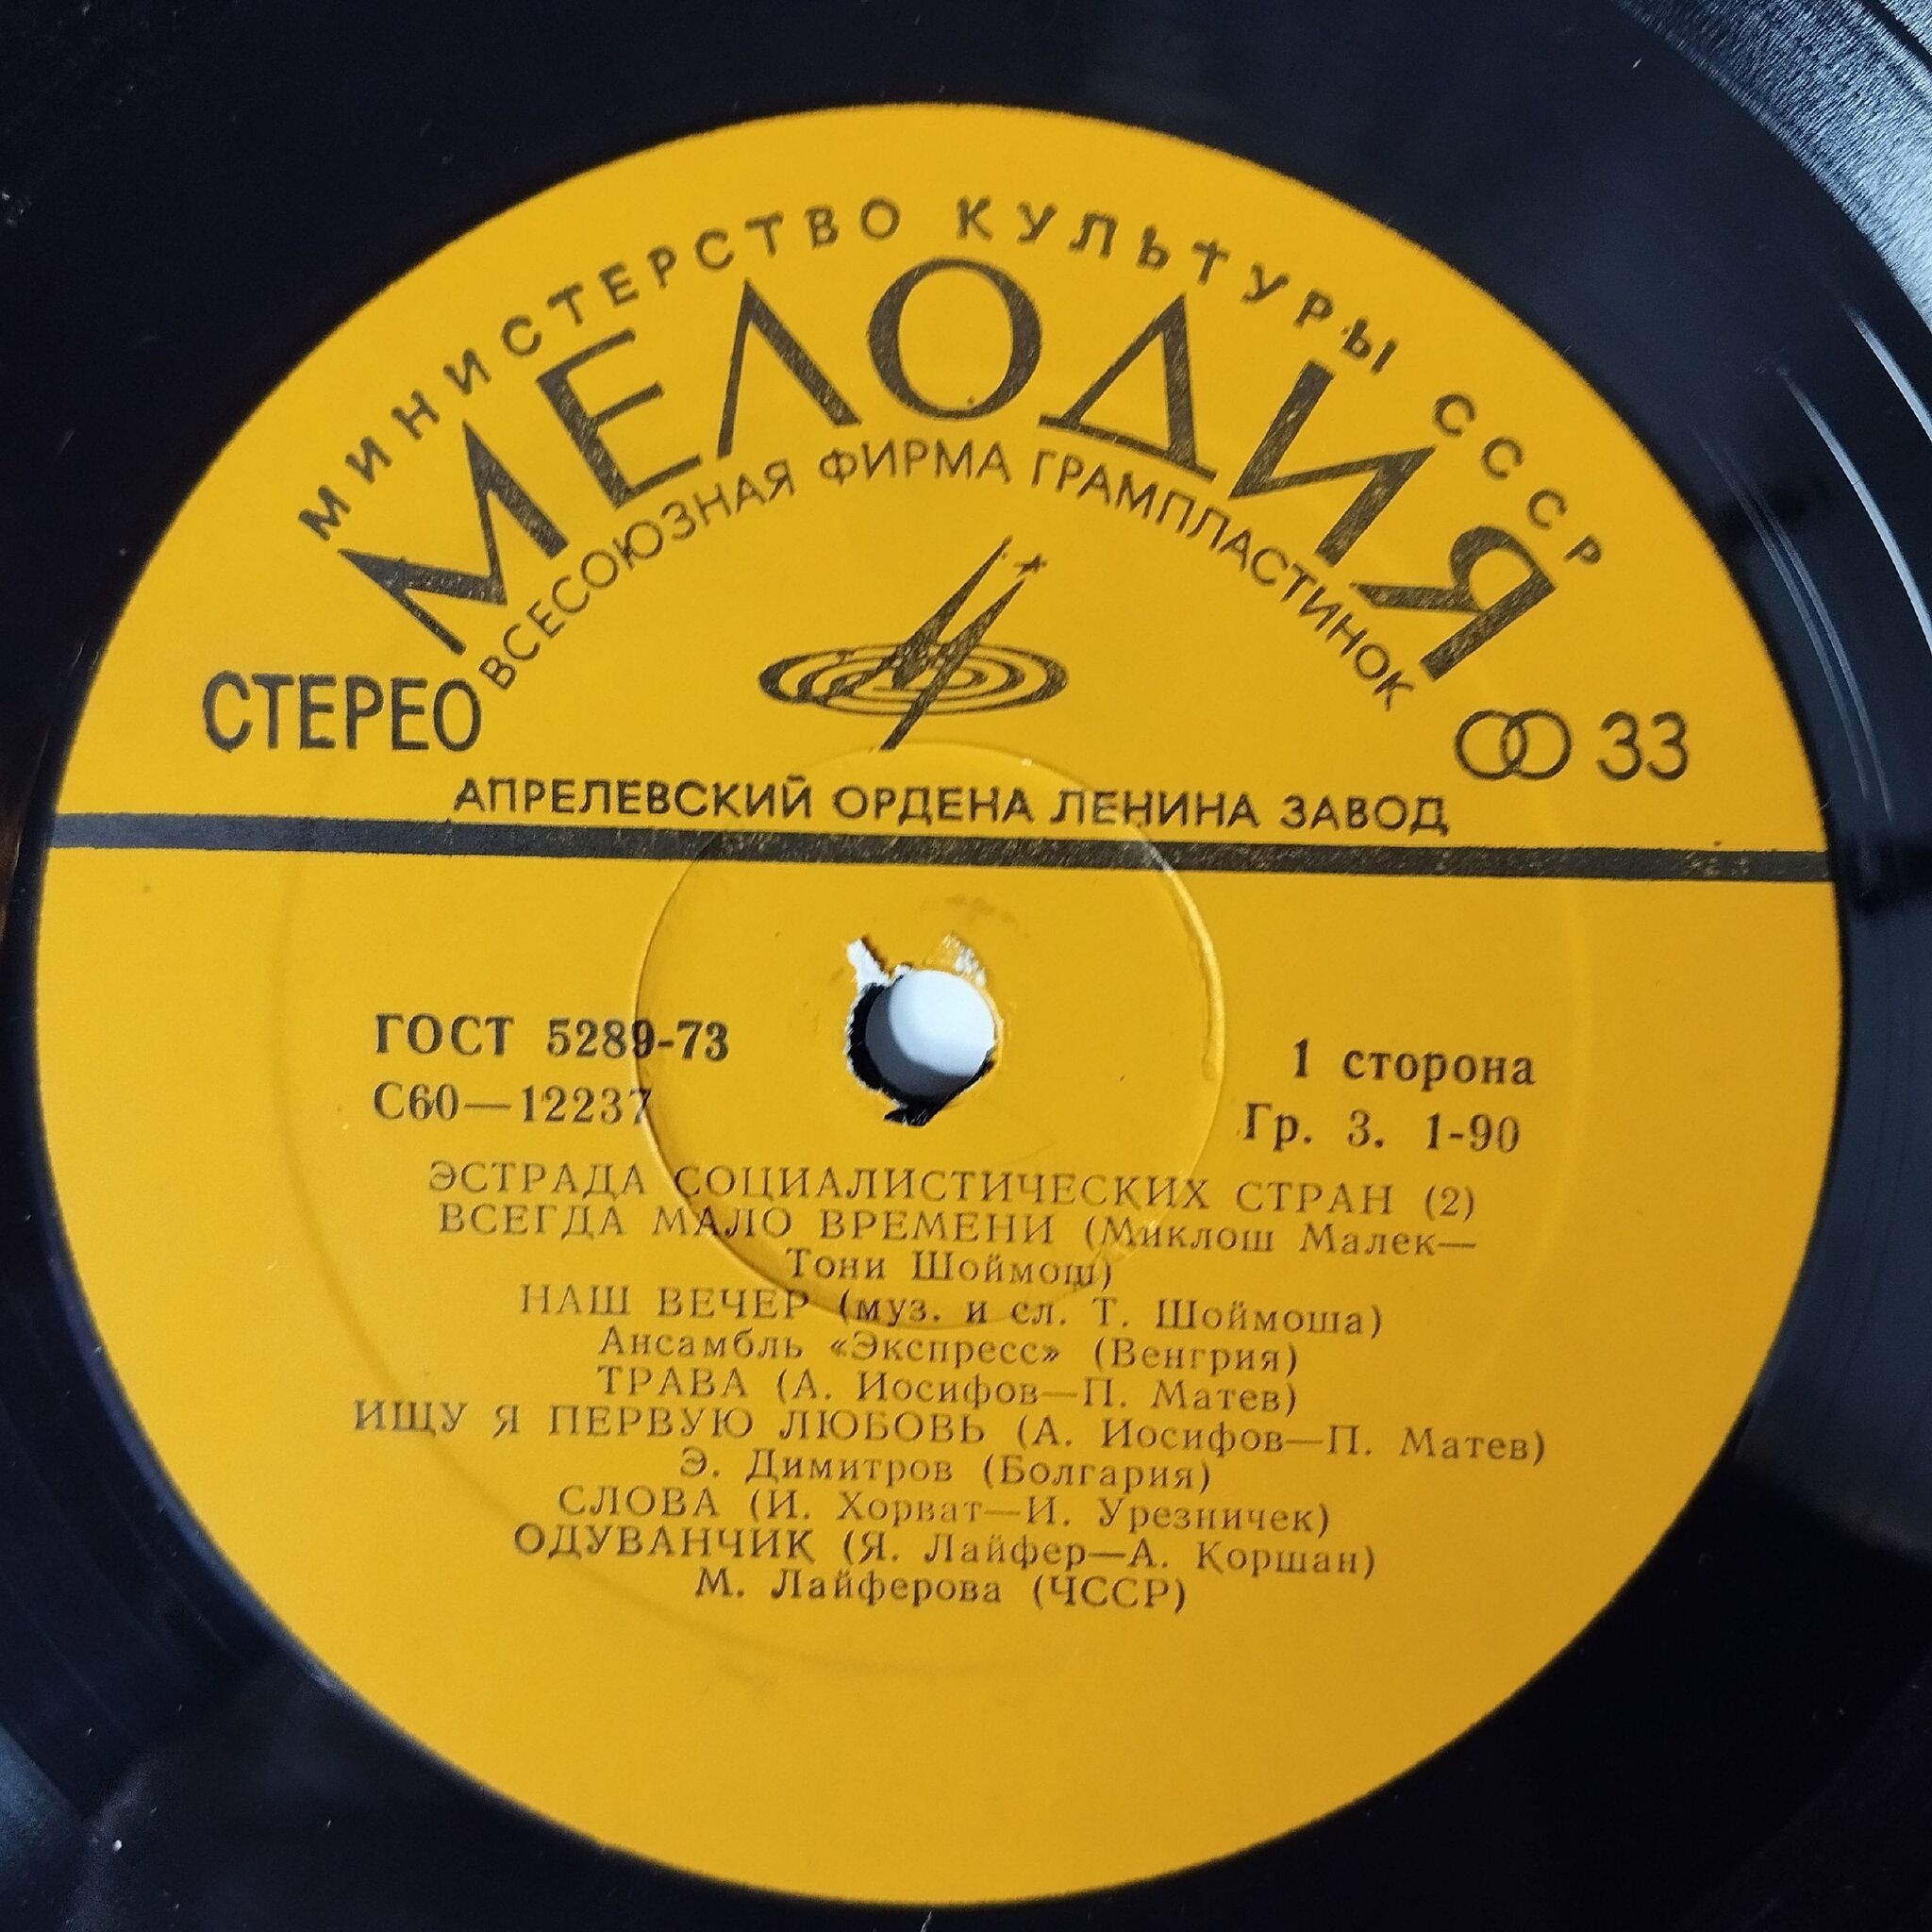 МИНИСТЕРСТВО КУЛЬТУРЫ СССР
МЕЛОДИЯ
ВСЕСОЮЗНАЯ ФИРМА ГРАМПЛАСТИНОК
СТЕРЕО
33
АПРЕЛЕВСКИЙ ОРДЕНА ЛЕНИНА ЗАВОД
ГОСТ 5289-73
1 сторона
С60—12237
Гр. 3. 1-90
ЭСТРАДА СОЦИАЛИСТИЧЕСКИХ СТРАН (2)
ВСЕГДА МАЛО ВРЕМЕНИ (Миклош Малек—
Тони Шоймош)
НАШ ВЕЧЕР (муз. и сл. Т. Шоймоша)
Ансамбль «Экспресс» (Венгрия)
ТРАВА (А. Иосифов—П. Матев)
ИЩУ Я ПЕРВУЮ ЛЮБОВЬ (А. Иосифов—П. Матев)
Э. Димитров (Болгария)
СЛОВА (И. Хорват—И. Урезничек)
ОДУВАНЧИК (Я. Лайфер—А. Коршан)
М. Лайферова (ЧССР)